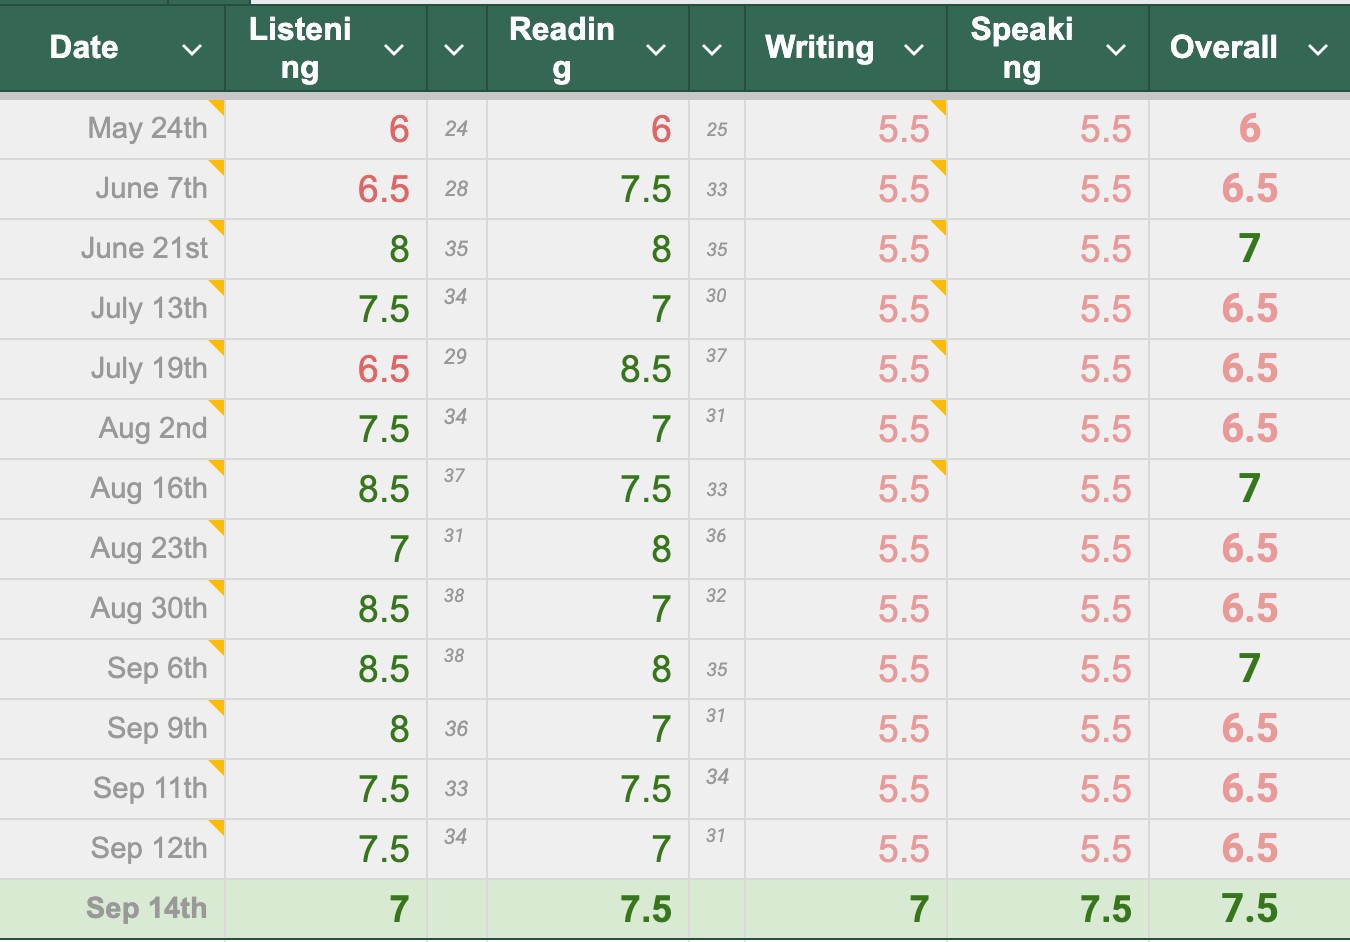 Date Listeni
ng Readin
g Writing Speaki
ng Overall
May 24th 6 24 6 25 5.5 5.5 6
June 7th 6.5 28 7.5 33 5.5 5.5 6.5
June 21st 8 35 8 35 5.5 5.5 7
July 13th 7.5 34 7 30 5.5 5.5 6.5
July 19th 6.5 29 8.5 37 5.5 5.5 6.5
Aug 2nd 7.5 34 7 31 5.5 5.5 6.5
Aug 16th 8.5 37 7.5 33 5.5 5.5 7
Aug 23th 7 31 8 36 5.5 5.5 6.5
Aug 30th 8.5 38 7 32 5.5 5.5 6.5
Sep 6th 8.5 38 8 35 5.5 5.5 7
Sep 9th 8 36 7 31 5.5 5.5 6.5
Sep 11th 7.5 33 7.5 34 5.5 5.5 6.5
Sep 12th 7.5 34 7 31 5.5 5.5 6.5
Sep 14th 7 7.5 7 7.5 7.5